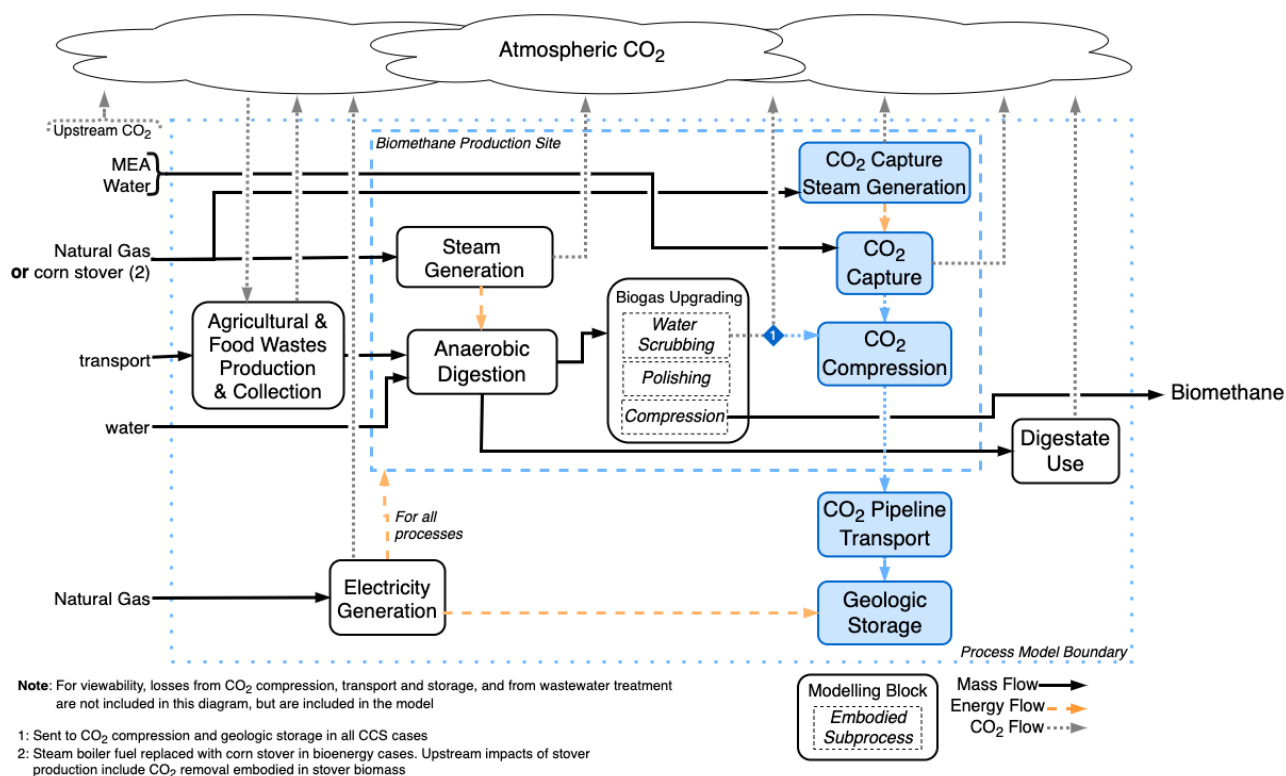 Atmospheric CO2
Upstream CO2
Biomethane Production Site
MEA
Water
CO2 Capture
Steam Generation
Natural Gas
or corn stover (2)
Steam
Generation
CO2
Capture
Biogas Upgrading
Water
Scrubbing
1
Agricultural &
Food Wastes
Production
& Collection
transport
Anaerobic
Digestion
CO2
Compression
Polishing
Compression
Biomethane
water
Digestate
Use
For all
processes
CO2 Pipeline
Transport
Natural Gas
Electricity
Generation
Geologic
Storage
Process Model Boundary
Note: For viewability, losses from CO2 compression, transport and storage, and from wastewater treatment
are not included in this diagram, but are included in the model
1: Sent to CO2 compression and geologic storage in all CCS cases
2: Steam boiler fuel replaced with corn stover in bioenergy cases. Upstream impacts of stover
production include CO2 removal embodied in stover biomass
Modelling Block
Embodied
Subprocess
Mass Flow
Energy Flow
CO2 Flow